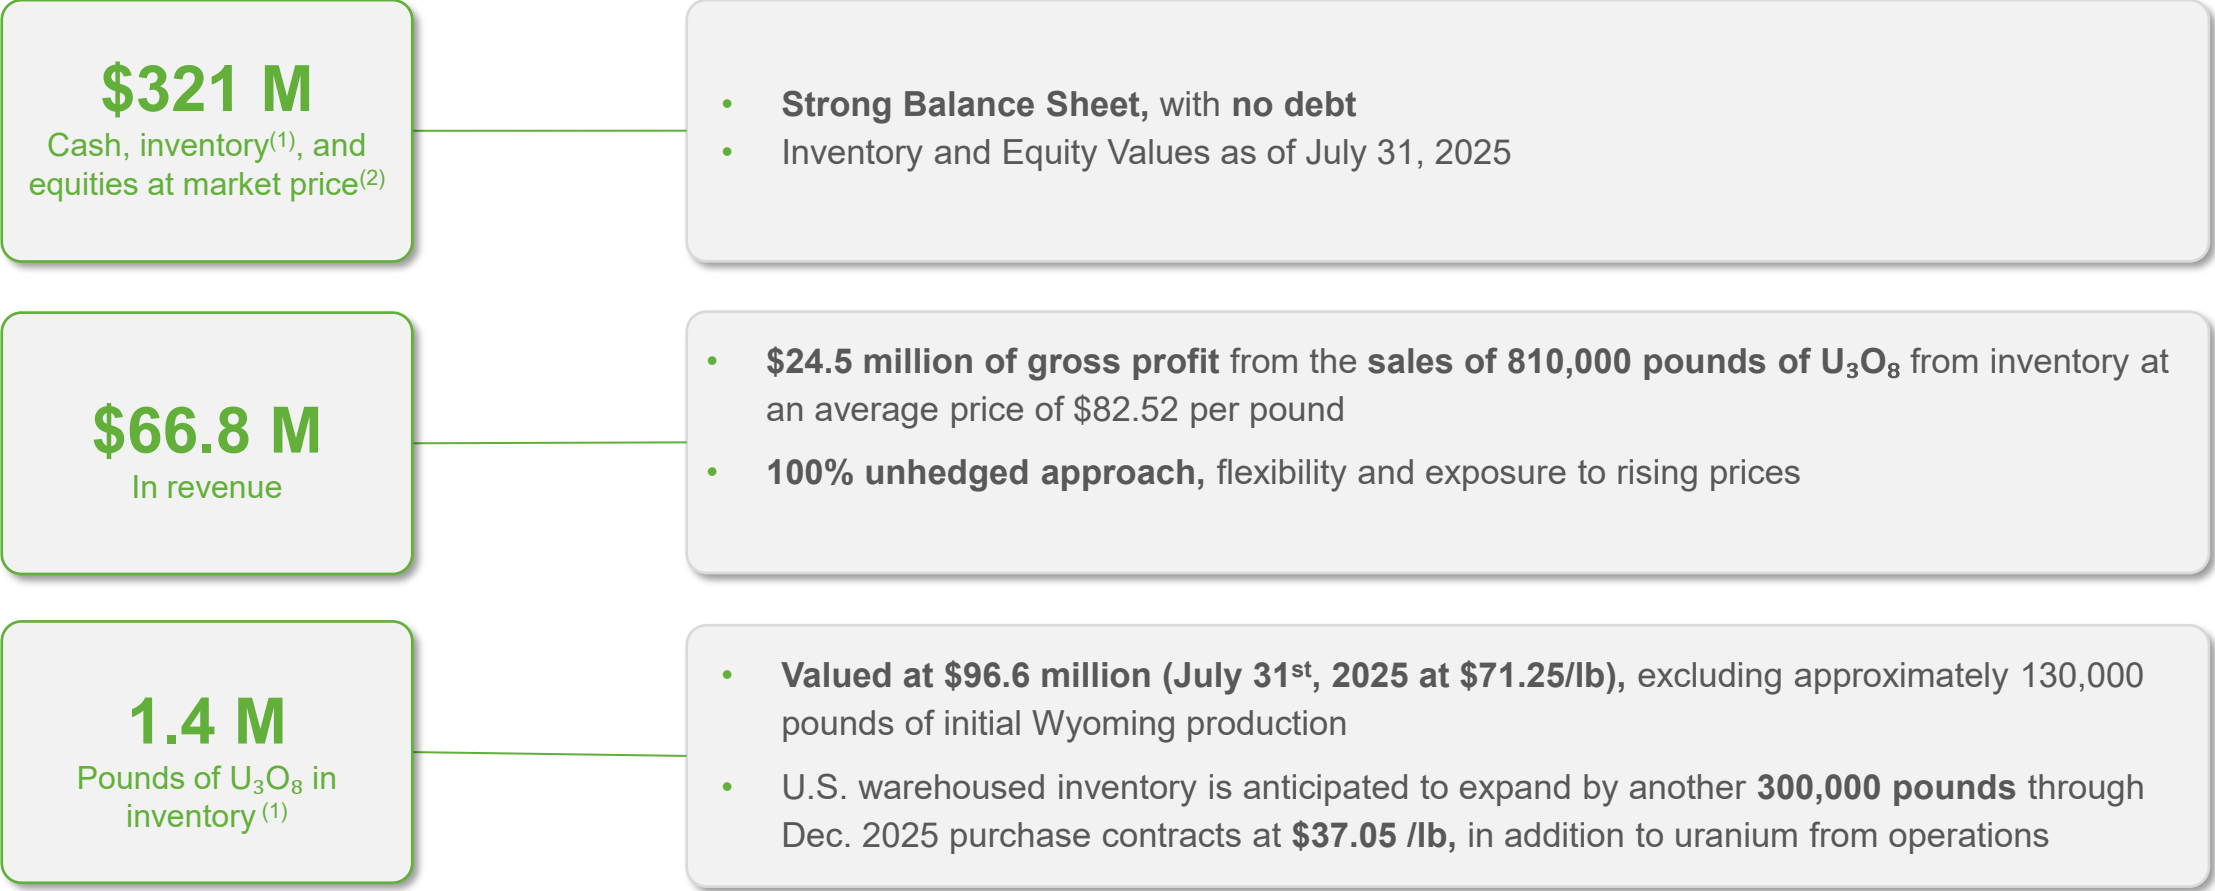 $321 M
Cash, inventory(1), and
equities at market price(2)
• Strong Balance Sheet, with no debt
• Inventory and Equity Values as of July 31, 2025
$66.8 M
In revenue
• $24.5 million of gross profit from the sales of 810,000 pounds of U₃O₈ from inventory at
an average price of $82.52 per pound
• 100% unhedged approach, flexibility and exposure to rising prices
1.4 M
Pounds of U₃O₈ in
inventory (1)
• Valued at $96.6 million (July 31st, 2025 at $71.25/lb), excluding approximately 130,000
pounds of initial Wyoming production
• U.S. warehoused inventory is anticipated to expand by another 300,000 pounds through
Dec. 2025 purchase contracts at $37.05 /lb, in addition to uranium from operations